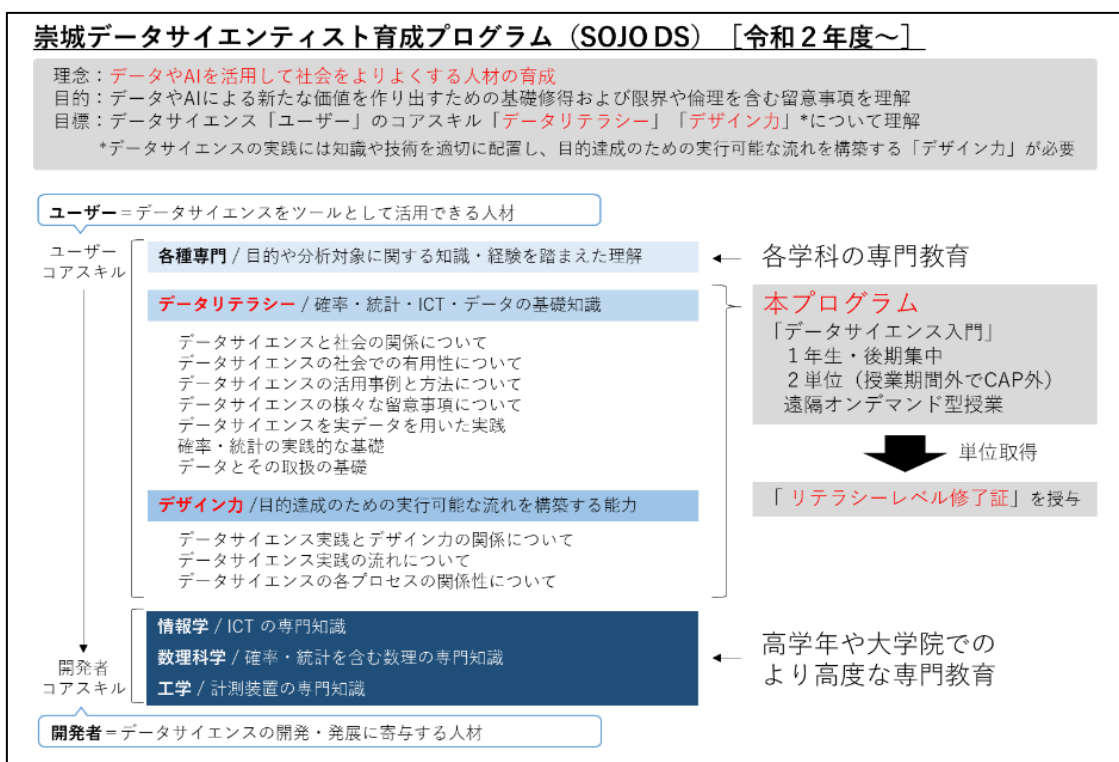 崇城データサイエンティスト育成プログラム（SOJO DS）［令和２年度～］
理念：データやAIを活用して社会をよりよくする人材の育成
目的：データやAIによる新たな価値を作り出すための基礎修得および限界や倫理を含む留意事項を理解
目標：データサイエンス「ユーザー」のコアスキル「データリテラシー」「デザイン力」*について理解
*データサイエンスの実践には知識や技術を適切に配置し、目的達成のための実行可能な流れを構築する「デザイン力」が必要
ユーザー＝データサイエンスをツールとして活用できる人材
ユーザー
コアスキル
各種専門 / 目的や分析対象に関する知識・経験を踏まえた理解
各学科の専門教育
データリテラシー / 確率・統計・ICT・データの基礎知識
データサイエンスと社会の関係について
データサイエンスの社会での有用性について
データサイエンスの活用事例と方法について
データサイエンスの様々な留意事項について
データサイエンスを実データを用いた実践
確率・統計の実践的な基礎
データとその取扱の基礎
本プログラム
「データサイエンス入門」
１年生・後期集中
２単位（授業期間外でCAP外）
遠隔オンデマンド型授業
単位取得
「 リテラシーレベル修了証」を授与
デザイン力 /目的達成のための実行可能な流れを構築する能力
データサイエンス実践とデザイン力の関係について
データサイエンス実践の流れについて
データサイエンスの各プロセスの関係性について
情報学 / ICT の専門知識
数理科学 / 確率・統計を含む数理の専門知識
工学 / 計測装置の専門知識
高学年や大学院での
より高度な専門教育
開発者
コアスキル
開発者＝データサイエンスの開発・発展に寄与する人材